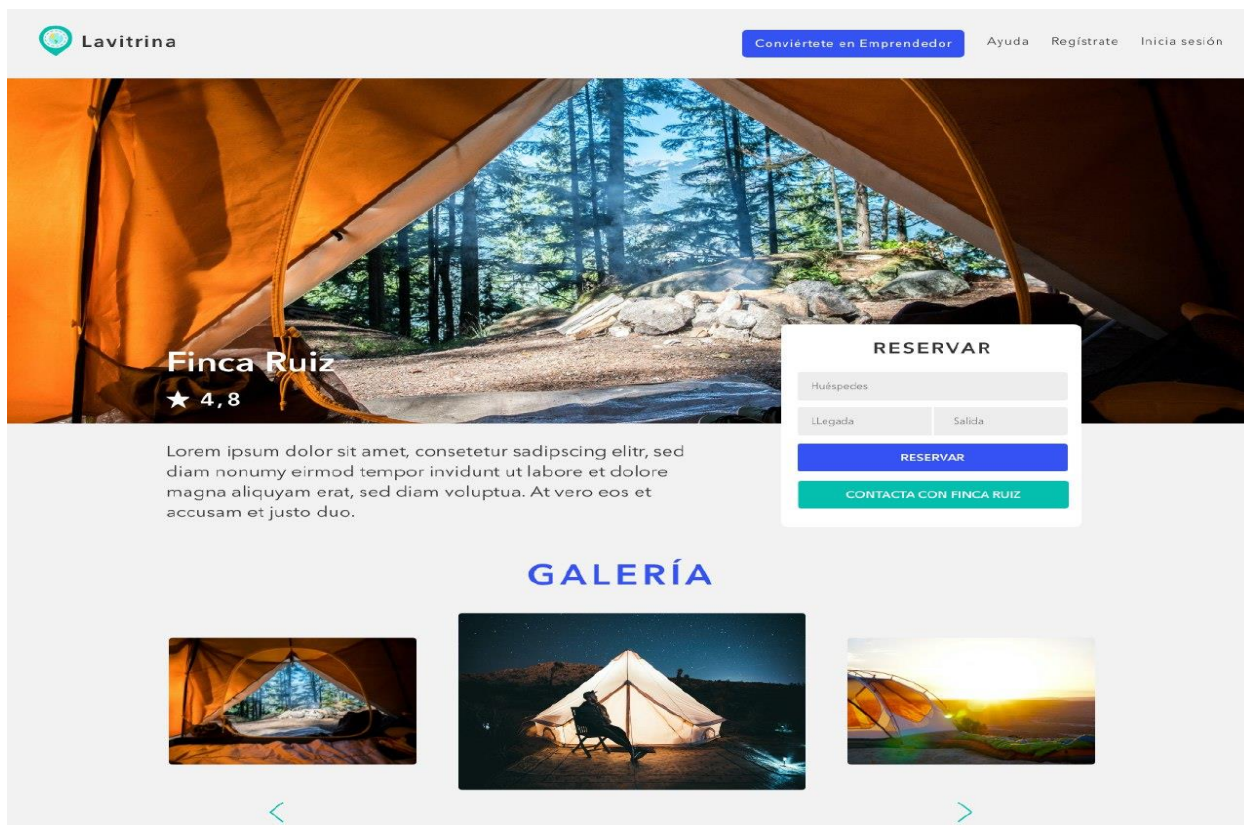 Lavitrina
Conviértete en Emprendedor
Ayuda
Regístrate
Inicia sesión
Finca Ruiz
★ 4,8
RESERVAR
Huéspedes
LLegada
Salida
RESERVAR
CONTACTA CON FINCA RUIZ
Lorem ipsum dolor sit amet, consetetur sadipscing elitr, sed
diam nonumy eirmod tempor invidunt ut labore et dolore
magna aliquyam erat, sed diam voluptua. At vero eos et
accusam et justo duo.
GALERÍA